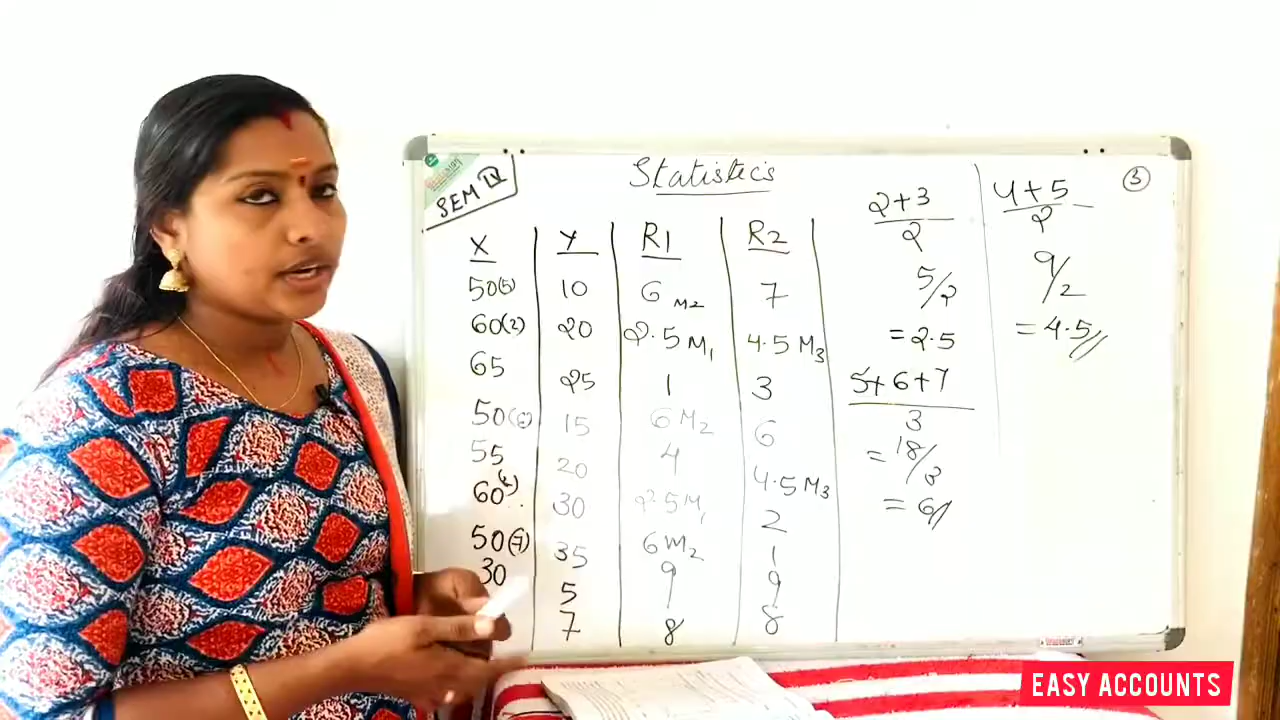 Statistics
SEM IV
3
X Y R1 R2
50(5) 10 6 M2 7
60(2) 20 2.5 M1 4.5 M3
65 25 1 3
50(6) 15 6 M2 6
55 20 4 4.5 M3
60 30 2.5 M1 2
50(7) 35 6 M2 1
30 5 9 9
7 8 8
2+3
2
5/2
=2.5
5+6+7
3
=18/3
=6//
4+5
2
9/2
=4.5//
EASY ACCOUNTS